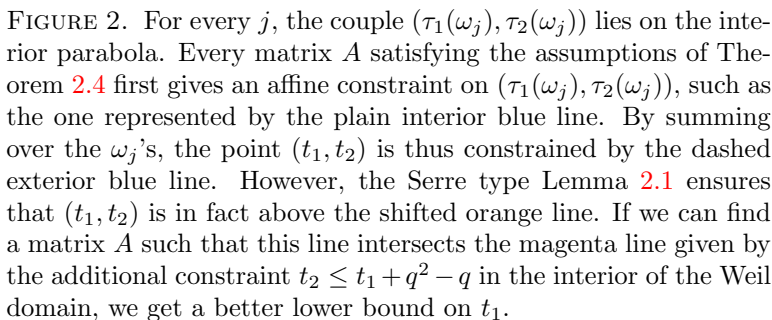 FIGURE 2. For every j, the couple (τ₁(ωⱼ), τ₂(ωⱼ)) lies on the inte-
rior parabola. Every matrix A satisfying the assumptions of The-
orem 2.4 first gives an affine constraint on (τ₁(ωⱼ), τ₂(ωⱼ)), such as
the one represented by the plain interior blue line. By summing
over the ωⱼ's, the point (t₁, t₂) is thus constrained by the dashed
exterior blue line. However, the Serre type Lemma 2.1 ensures
that (t₁, t₂) is in fact above the shifted orange line. If we can find
a matrix A such that this line intersects the magenta line given by
the additional constraint t₂ ≤ t₁ + q² − q in the interior of the Weil
domain, we get a better lower bound on t₁.